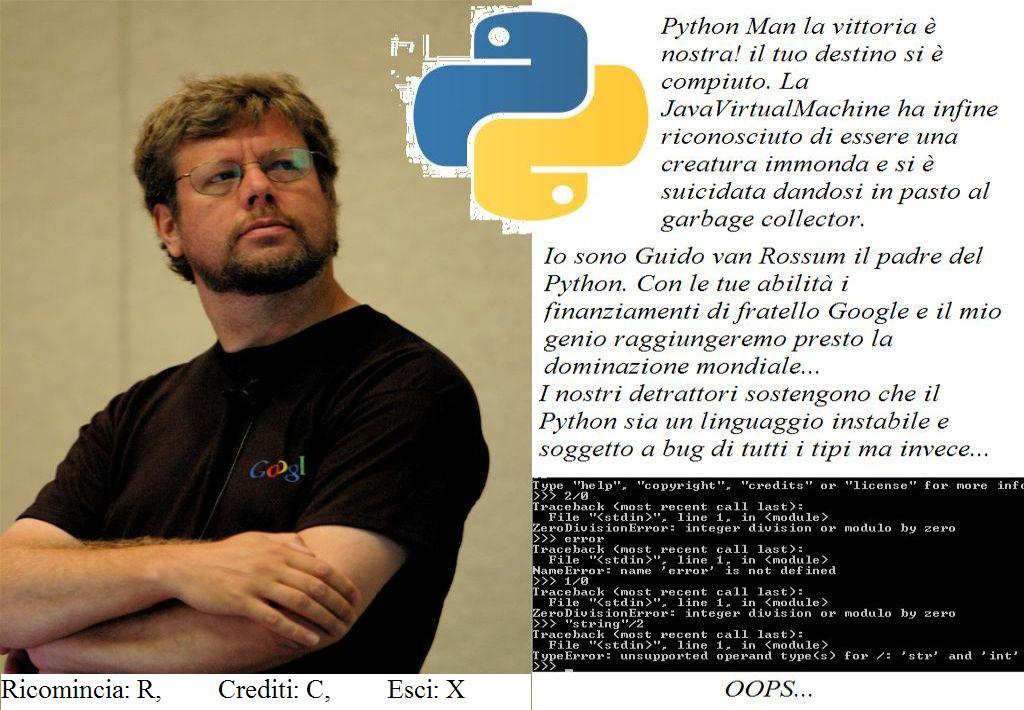 Python Man la vittoria è
nostra! il tuo destino si è
compiuto. La
JavaVirtualMachine ha infine
riconosciuto di essere una
creatura immonda e si è
suicidata dandosi in pasto al
garbage collector.
Io sono Guido van Rossum il padre del
Python. Con le tue abilità i
finanziamenti di fratello Google e il mio
genio raggiungeremo presto la
dominazione mondiale...
I nostri detrattori sostengono che il
Python sia un linguaggio instabile e
soggetto a bug di tutti i tipi ma invece...
Googl
Type "help", "copyright", "credits" or "license" for more info
>>> 2/0
Traceback (most recent call last):
  File "<stdin>", line 1, in <module>
ZeroDivisionError: integer division or modulo by zero
>>> error
Traceback (most recent call last):
  File "<stdin>", line 1, in <module>
NameError: name 'error' is not defined
>>> 1/0
Traceback (most recent call last):
  File "<stdin>", line 1, in <module>
ZeroDivisionError: integer division or modulo by zero
>>> "string"/2
Traceback (most recent call last):
  File "<stdin>", line 1, in <module>
TypeError: unsupported operand type(s) for /: 'str' and 'int'
>>> _
Ricomincia: R, Crediti: C, Esci: X
OOPS...